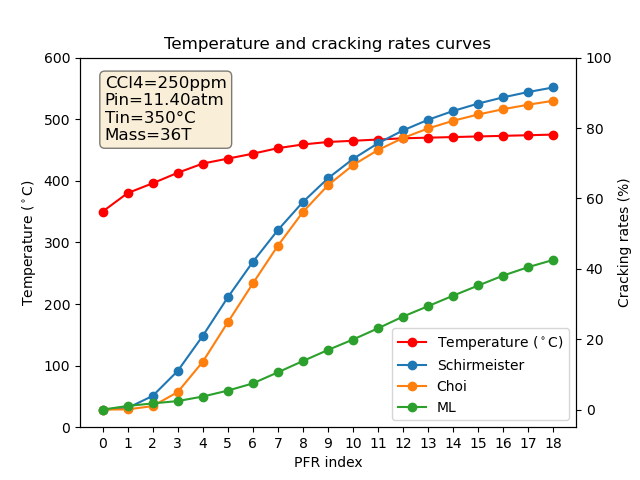 Temperature and cracking rates curves
CCl4=250ppm
Pin=11.40atm
Tin=350°C
Mass=36T
600
500
400
300
200
100
0
Temperature (°C)
100
80
60
40
20
0
Cracking rates (%)
Temperature (°C)
Schirmeister
Choi
ML
0 1 2 3 4 5 6 7 8 9 10 11 12 13 14 15 16 17 18
PFR index